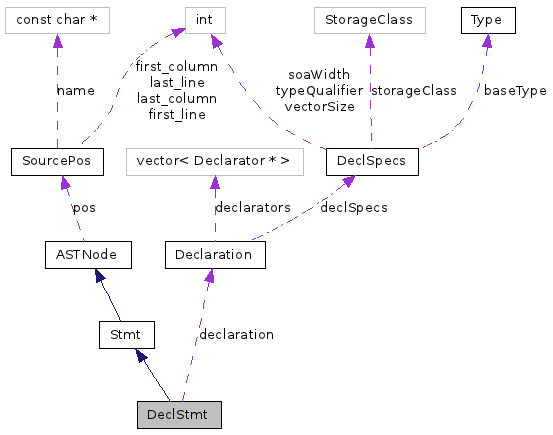 const char *
int
StorageClass
Type
first_column
last_line
last_column
first_line
soaWidth
typeQualifier
vectorSize
name
storageClass
baseType
SourcePos
vector< Declarator * >
DeclSpecs
pos
declarators
declSpecs
ASTNode
Declaration
Stmt
declaration
DeclStmt